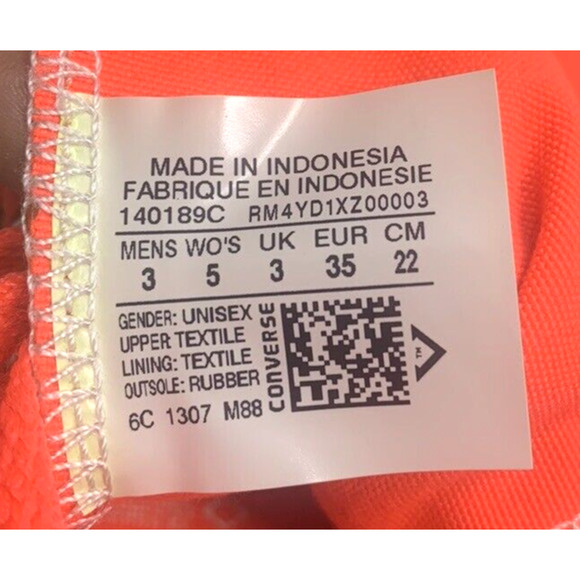 MADE IN INDONESIA
FABRIQUE EN INDONESIE
140189C RM4YD1XZ00003
MENS WO'S UK EUR CM
3 5 3 35 22
GENDER: UNISEX
UPPER TEXTILE
LINING: TEXTILE
OUTSOLE: RUBBER
6C 1307 M88
CONVERSE
TM